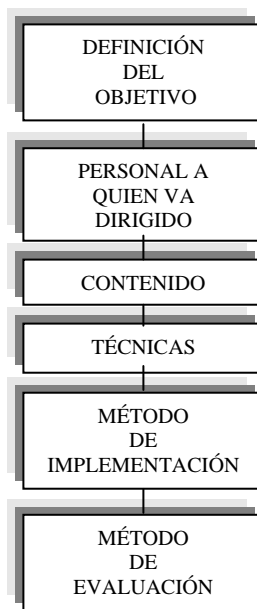 DEFINICIÓN
DEL
OBJETIVO
PERSONAL A
QUIEN VA
DIRIGIDO
CONTENIDO
TÉCNICAS
MÉTODO
DE
IMPLEMENTACIÓN
MÉTODO
DE
EVALUACIÓN